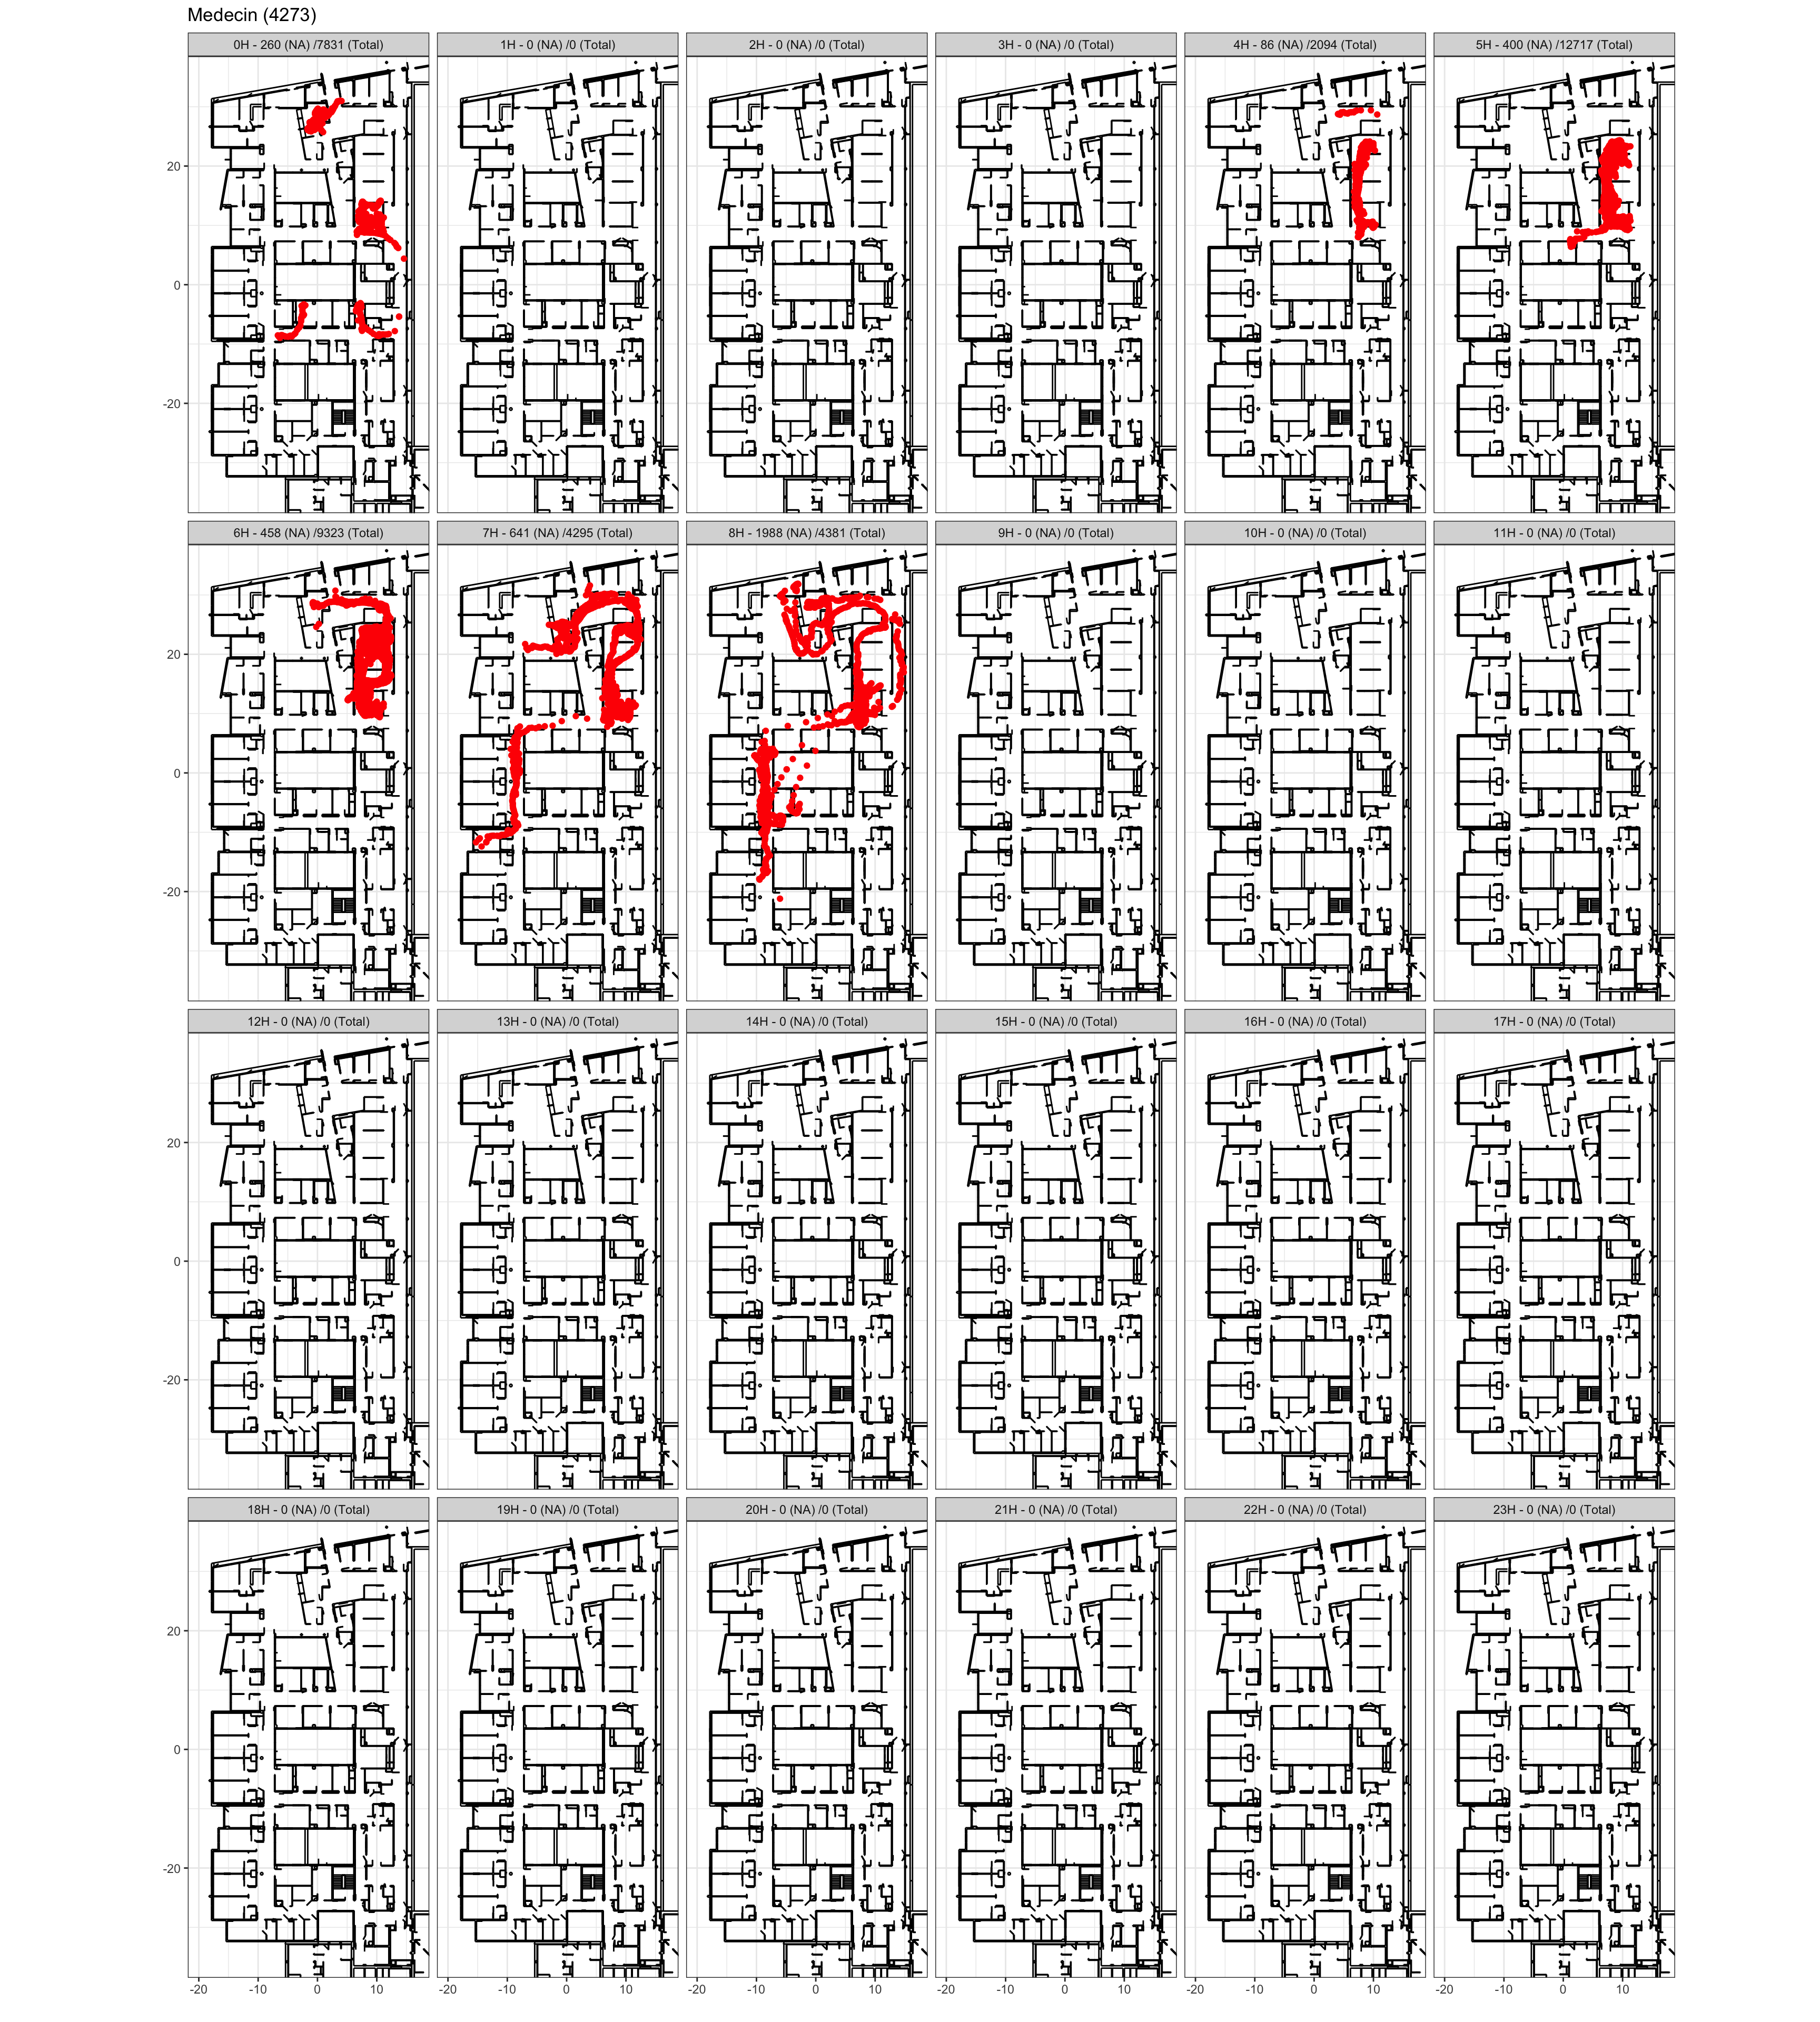 Medecin (4273)
0H - 260 (NA) /7831 (Total) 1H - 0 (NA) /0 (Total) 2H - 0 (NA) /0 (Total) 3H - 0 (NA) /0 (Total) 4H - 86 (NA) /2094 (Total) 5H - 400 (NA) /12717 (Total)
20
0
-20
6H - 458 (NA) /9323 (Total) 7H - 641 (NA) /4295 (Total) 8H - 1988 (NA) /4381 (Total) 9H - 0 (NA) /0 (Total) 10H - 0 (NA) /0 (Total) 11H - 0 (NA) /0 (Total)
20
0
-20
12H - 0 (NA) /0 (Total) 13H - 0 (NA) /0 (Total) 14H - 0 (NA) /0 (Total) 15H - 0 (NA) /0 (Total) 16H - 0 (NA) /0 (Total) 17H - 0 (NA) /0 (Total)
20
0
-20
18H - 0 (NA) /0 (Total) 19H - 0 (NA) /0 (Total) 20H - 0 (NA) /0 (Total) 21H - 0 (NA) /0 (Total) 22H - 0 (NA) /0 (Total) 23H - 0 (NA) /0 (Total)
20
0
-20
-20 -10 0 10 -20 -10 0 10 -20 -10 0 10 -20 -10 0 10 -20 -10 0 10 -20 -10 0 10